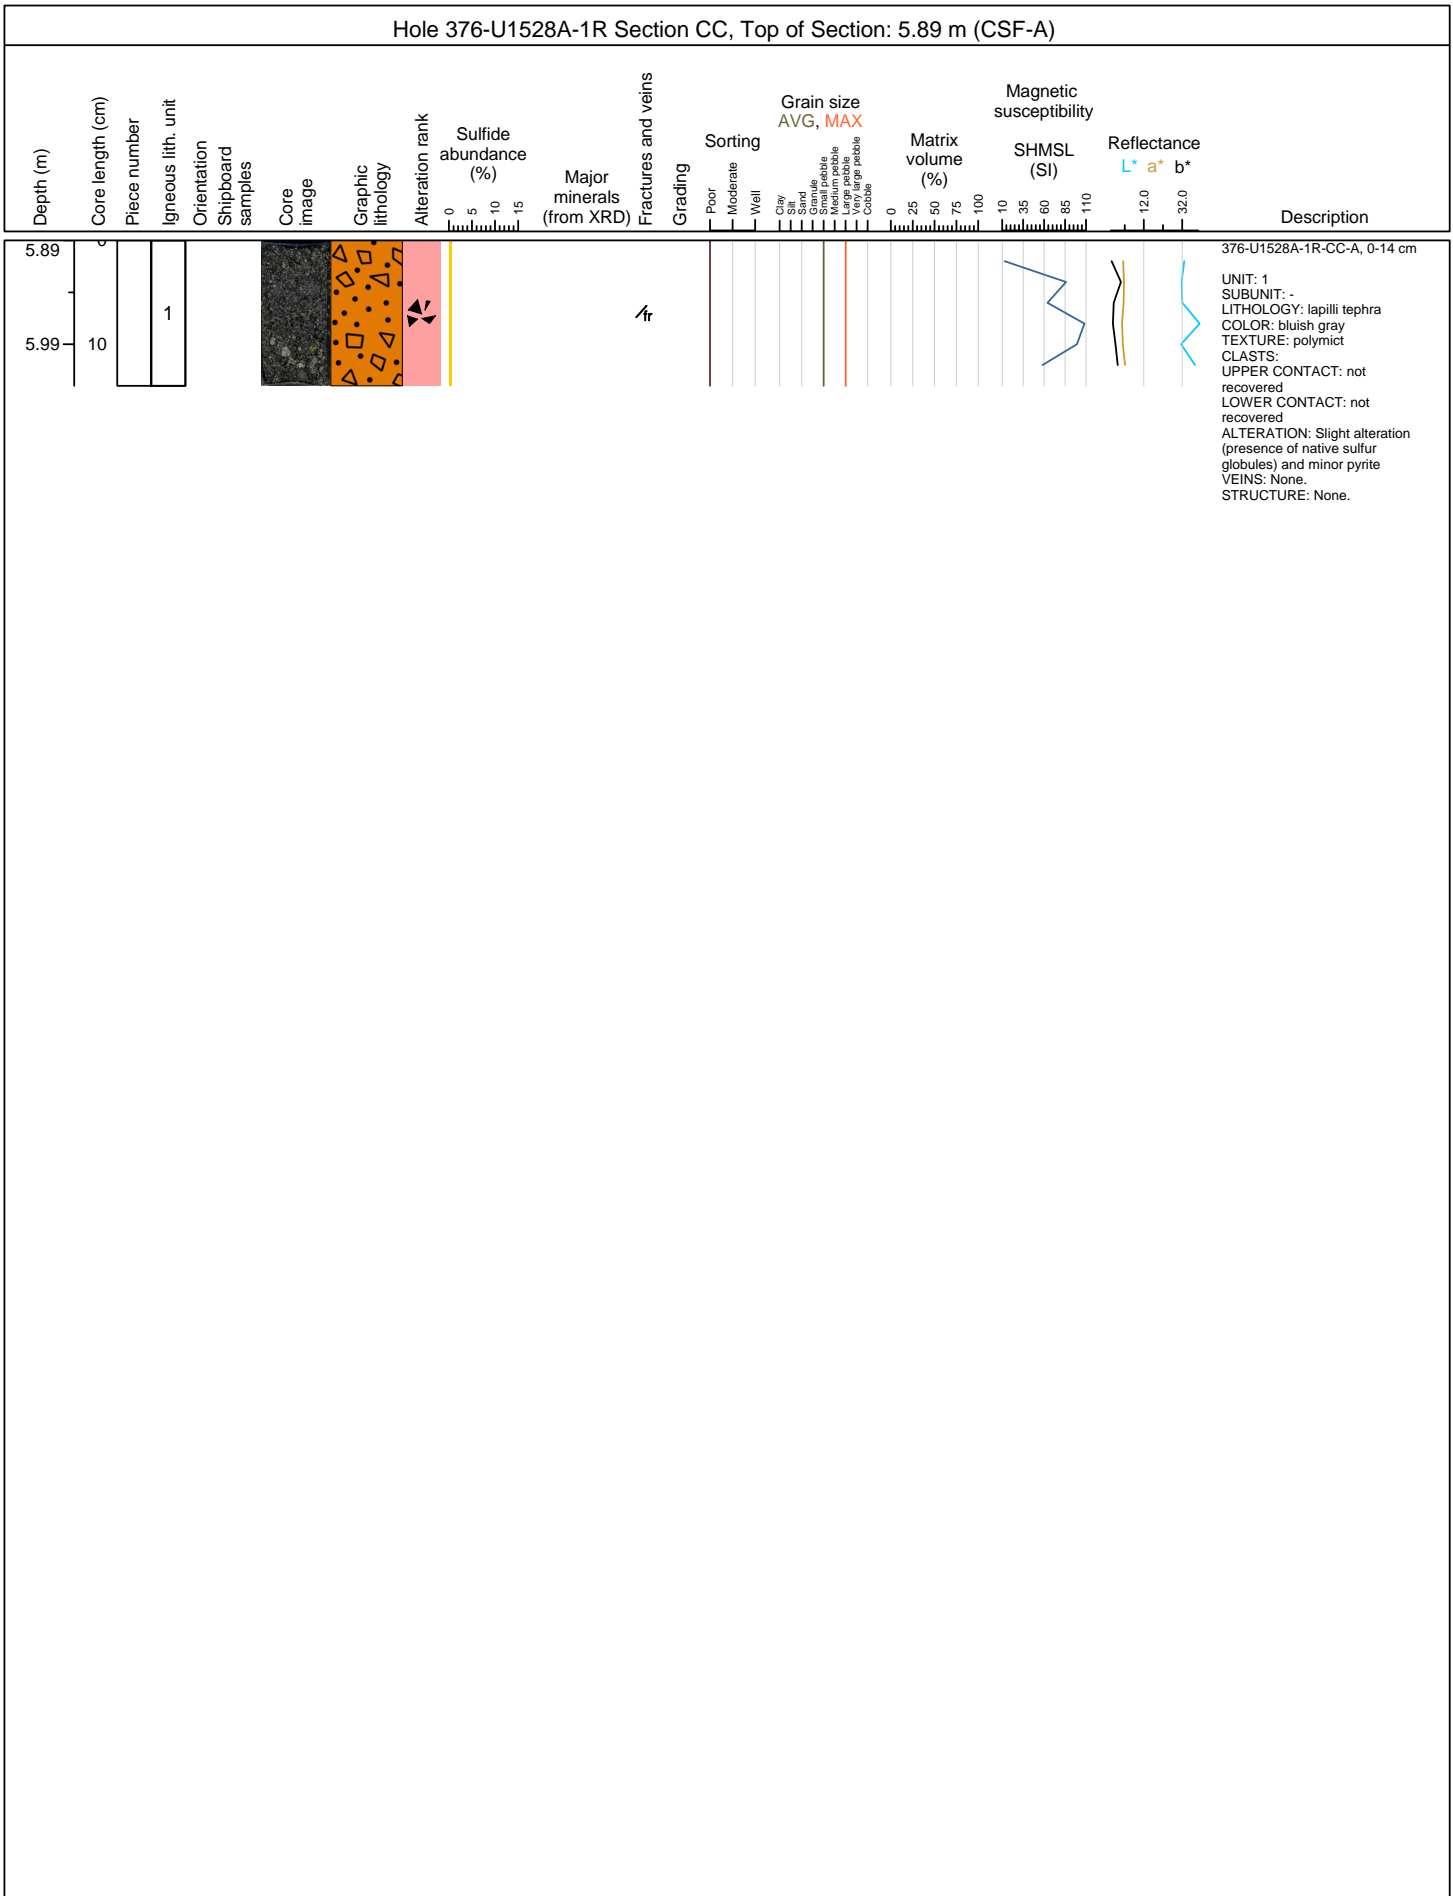 Hole 376-U1528A-1R Section CC, Top of Section: 5.89 m (CSF-A)
Depth (m)
Core length (cm)
Piece number
Igneous lith. unit
Orientation
Shipboard
samples
Core
image
Graphic
lithology
Alteration rank
Sulfide
abundance
(%)
0
5
10
15
Major
minerals
(from XRD)
Fractures and veins
Grading
Sorting
Poor
Moderate
Well
Grain size
AVG, MAX
Clay
Silt
Sand
Granule
Small pebble
Medium pebble
Large pebble
Very large pebble
Cobble
Matrix
volume
(%)
0
25
50
75
100
Magnetic
susceptibility
SHMSL
(SI)
10
35
60
85
110
Reflectance
L* a* b*
12.0
32.0
Description
5.89
0
1
5.99
10
fr
376-U1528A-1R-CC-A, 0-14 cm
UNIT: 1
SUBUNIT: -
LITHOLOGY: lapilli tephra
COLOR: bluish gray
TEXTURE: polymict
CLASTS:
UPPER CONTACT: not
recovered
LOWER CONTACT: not
recovered
ALTERATION: Slight alteration
(presence of native sulfur
globules) and minor pyrite
VEINS: None.
STRUCTURE: None.